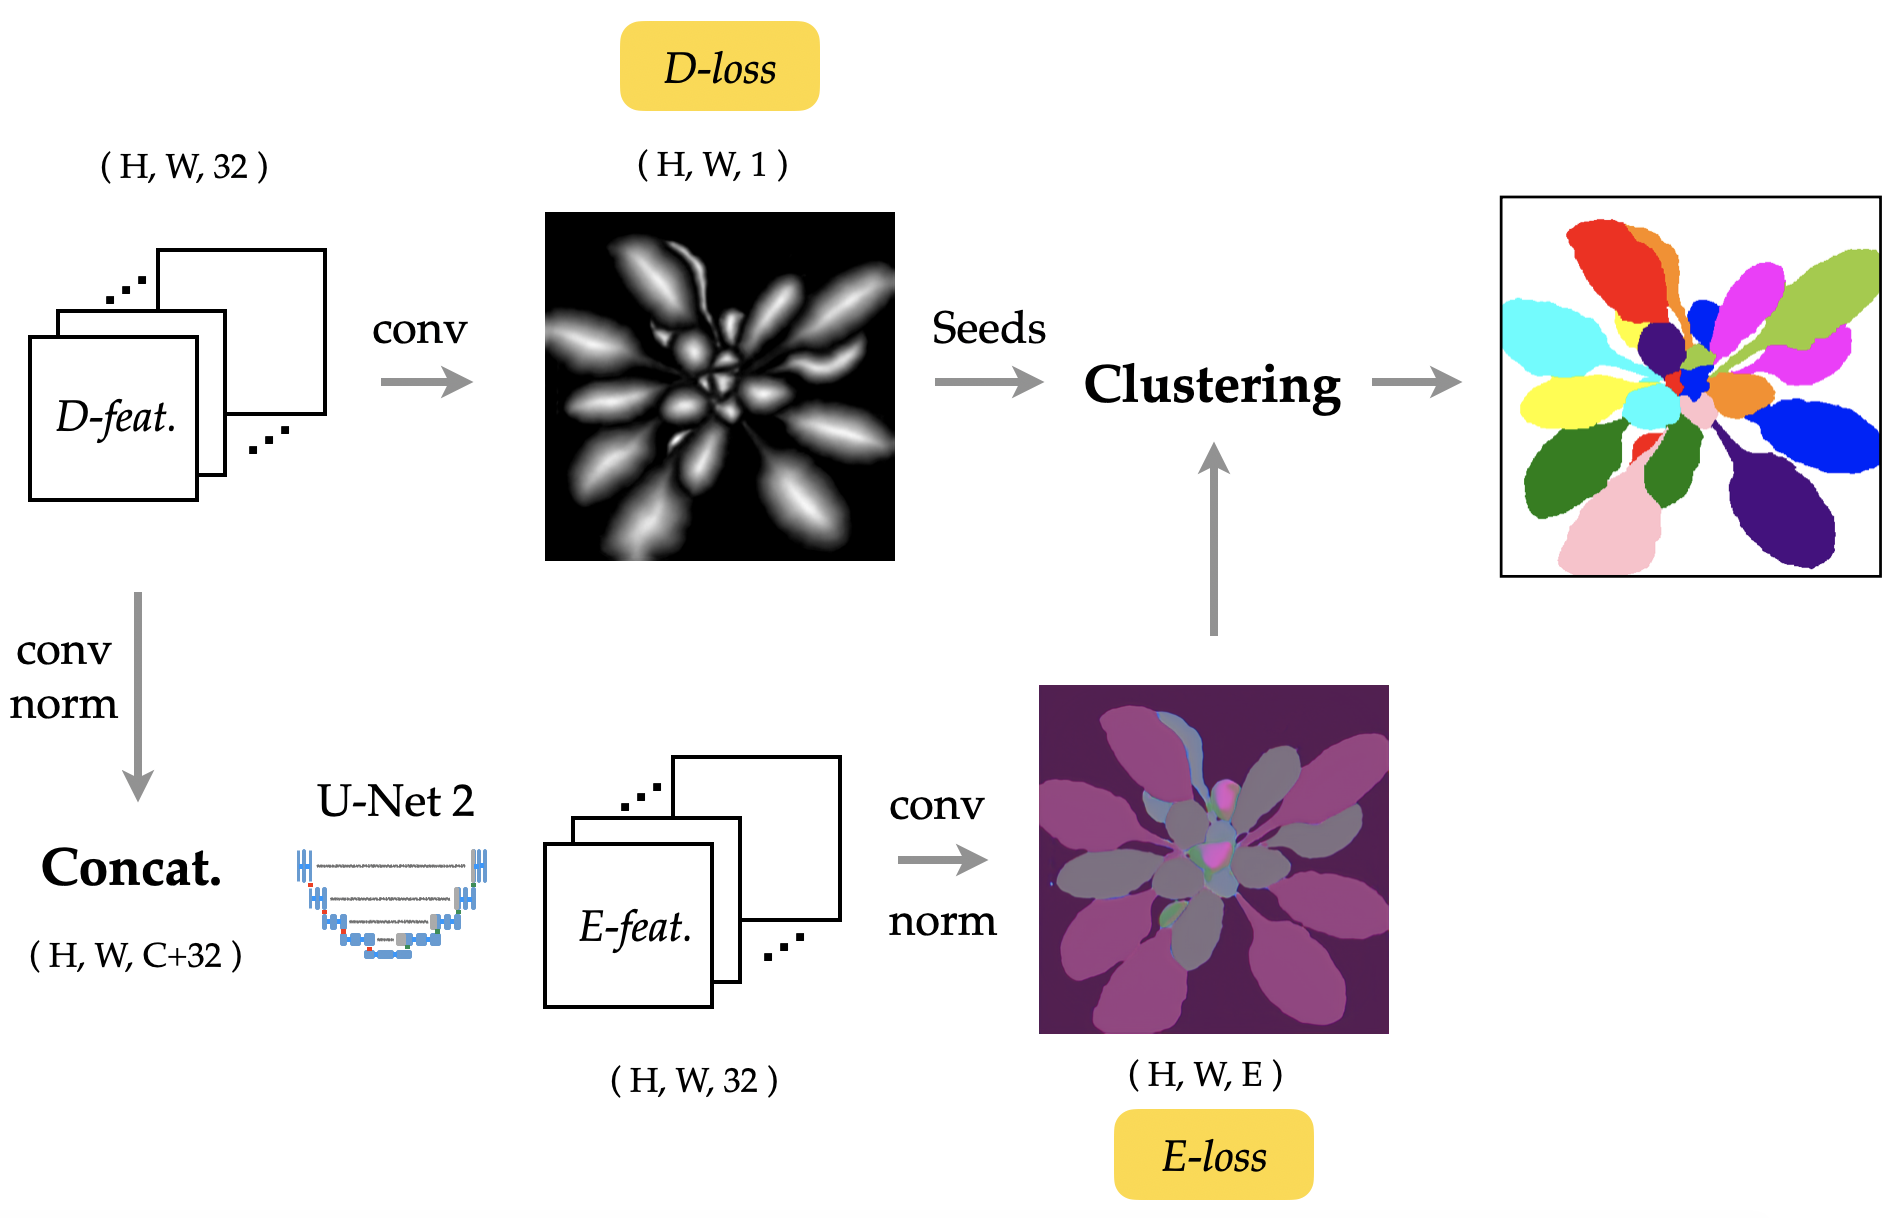 D-loss
( H, W, 32 )
( H, W, 1 )
conv
Seeds
D-feat.
Clustering
conv
norm
U-Net 2
conv
Concat.
E-feat.
norm
( H, W, C+32 )
( H, W, 32 )
( H, W, E )
E-loss